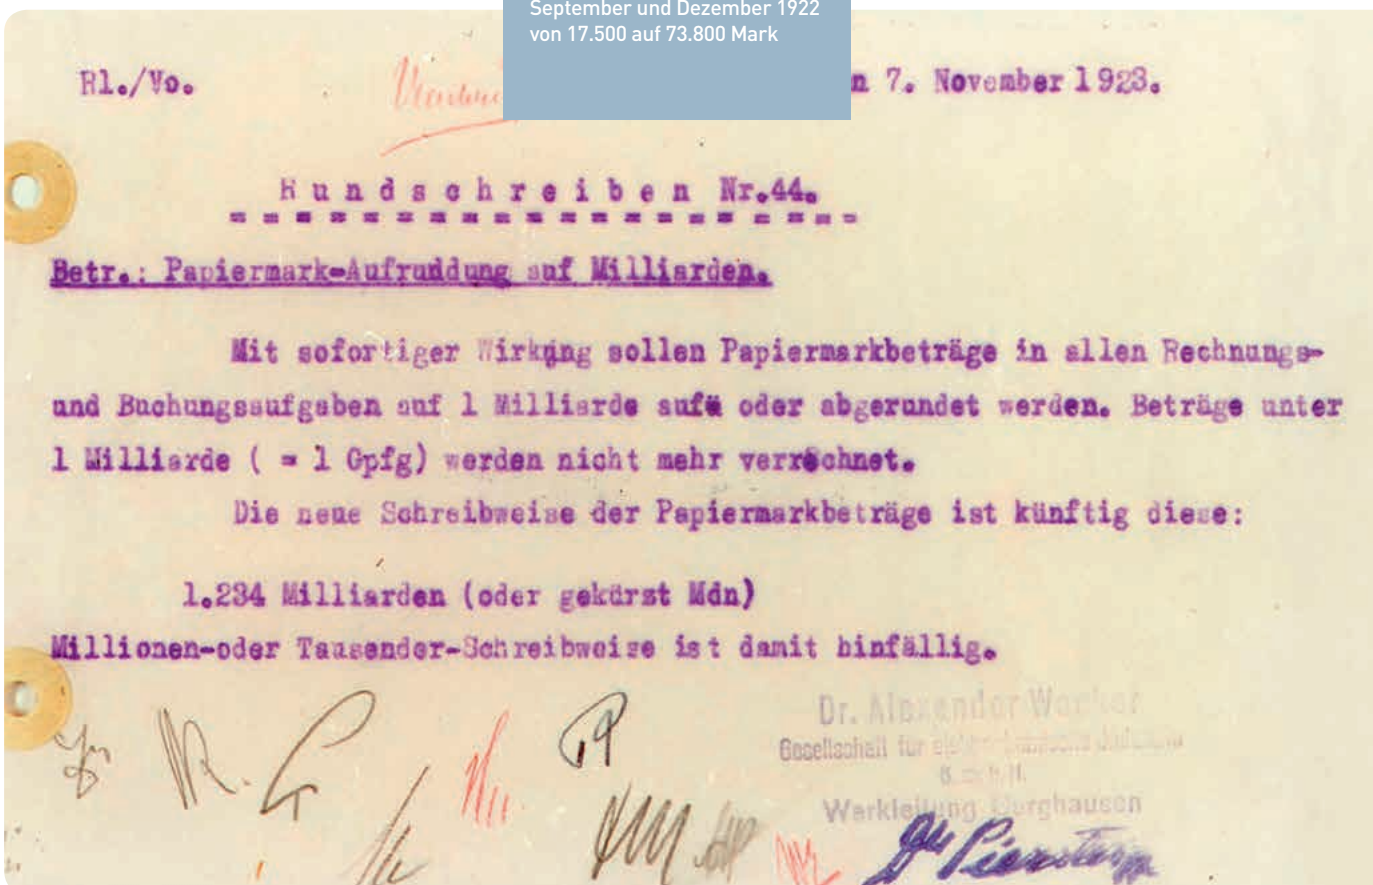 September und Dezember 1922
von 17.500 auf 73.800 Mark
Rl./Vo.
n 7. November 1923.
Rundschreiben Nr.44.
Betr.: Papiermark-Aufrundung auf Milliarden.
Mit sofortiger Wirkung sollen Papiermarkbeträge in allen Rechnungs-
und Buchungsaufgaben auf 1 Milliarde auf- oder abgerundet werden. Beträge unter
1 Milliarde ( = 1 Gpfg) werden nicht mehr verrechnet.
Die neue Schreibweise der Papiermarkbeträge ist künftig diese:
1.234 Milliarden (oder gekürzt Mdn)
Millionen-oder Tausender-Schreibweise ist damit hinfällig.
Dr. Alexander Wacker
Gesellschaft für
G.m.b.H.
Werkleitung Burghausen